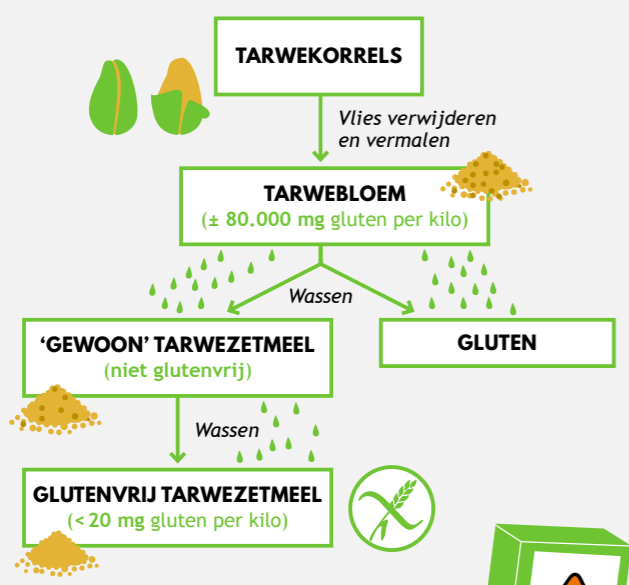 TARWEKORRELS
Vlies verwijderen
en vermalen
TARWEBLOEM
(± 80.000 mg gluten per kilo)
Wassen
‘GEWOON’ TARWEZETMEEL
(niet glutenvrij)
GLUTEN
Wassen
GLUTENVRIJ TARWEZETMEEL
(<20 mg gluten per kilo)